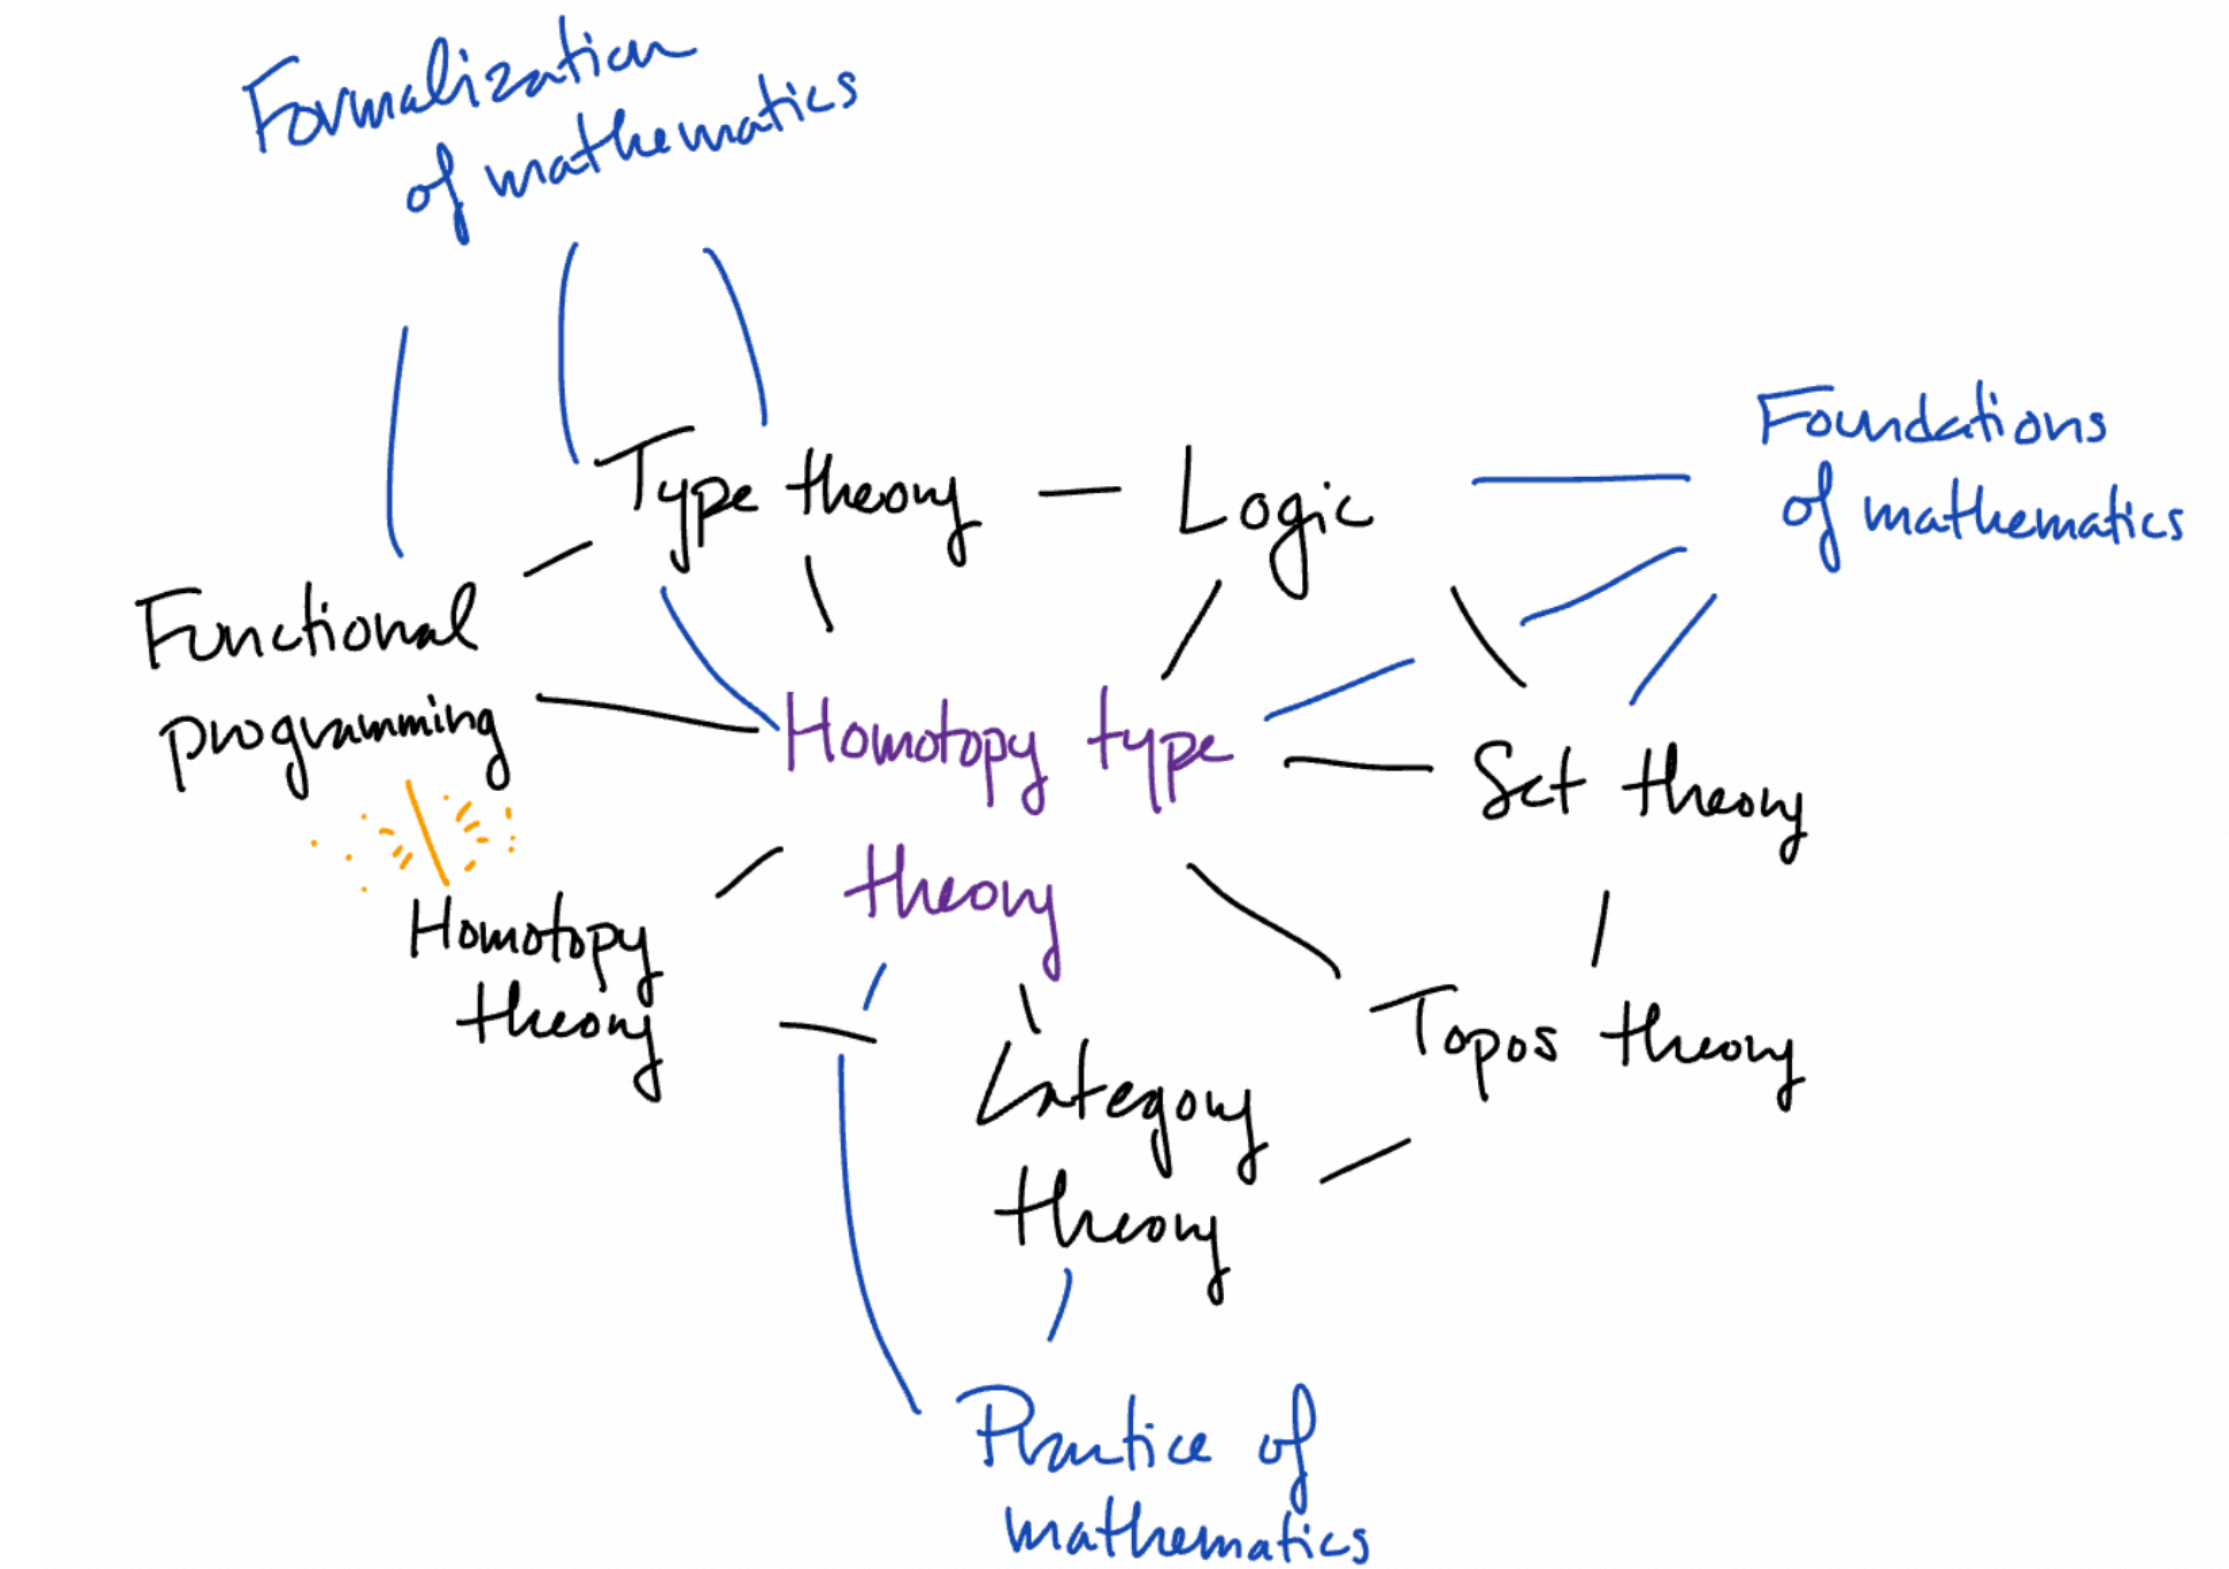 Formalization
of mathematics
Type theory
Logic
Foundations
of mathematics
Functional
programming
Homotopy type
theory
Set theory
Homotopy
theory
Topos theory
Category
theory
Practice of
mathematics